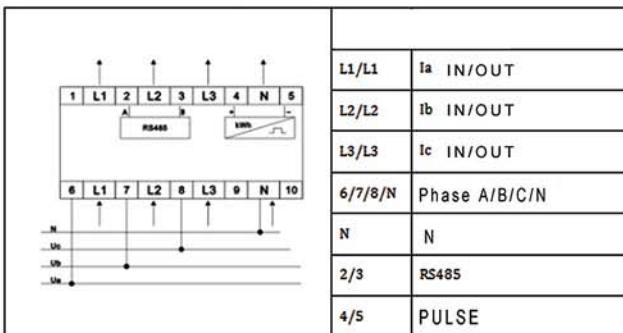 1 L1 2 L2 3 L3 4 N 5
A B + −
RS485 kWh
6 L1 7 L2 8 L3 9 N 10
N
Uc
Ub
Ua
L1/L1 Ia IN/OUT
L2/L2 Ib IN/OUT
L3/L3 Ic IN/OUT
6/7/8/N Phase A/B/C/N
N N
2/3 RS485
4/5 PULSE